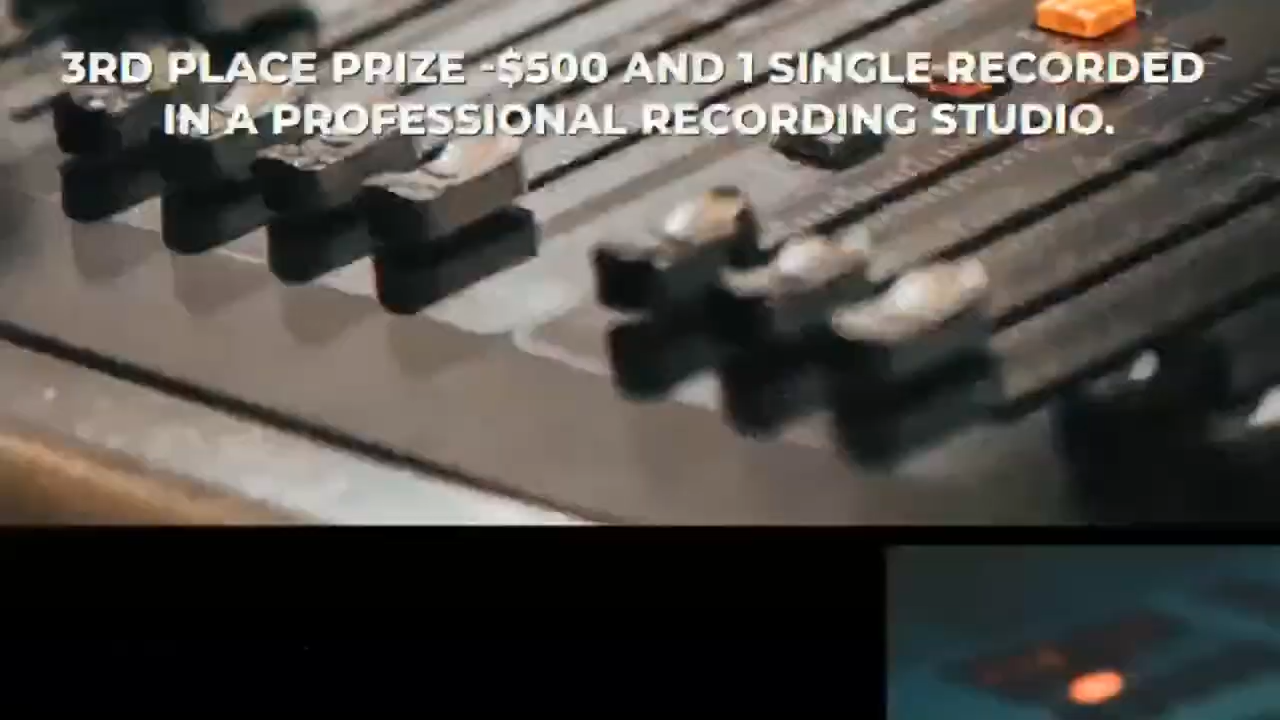 3RD PLACE PRIZE -$500 AND 1 SINGLE RECORDED
IN A PROFESSIONAL RECORDING STUDIO.